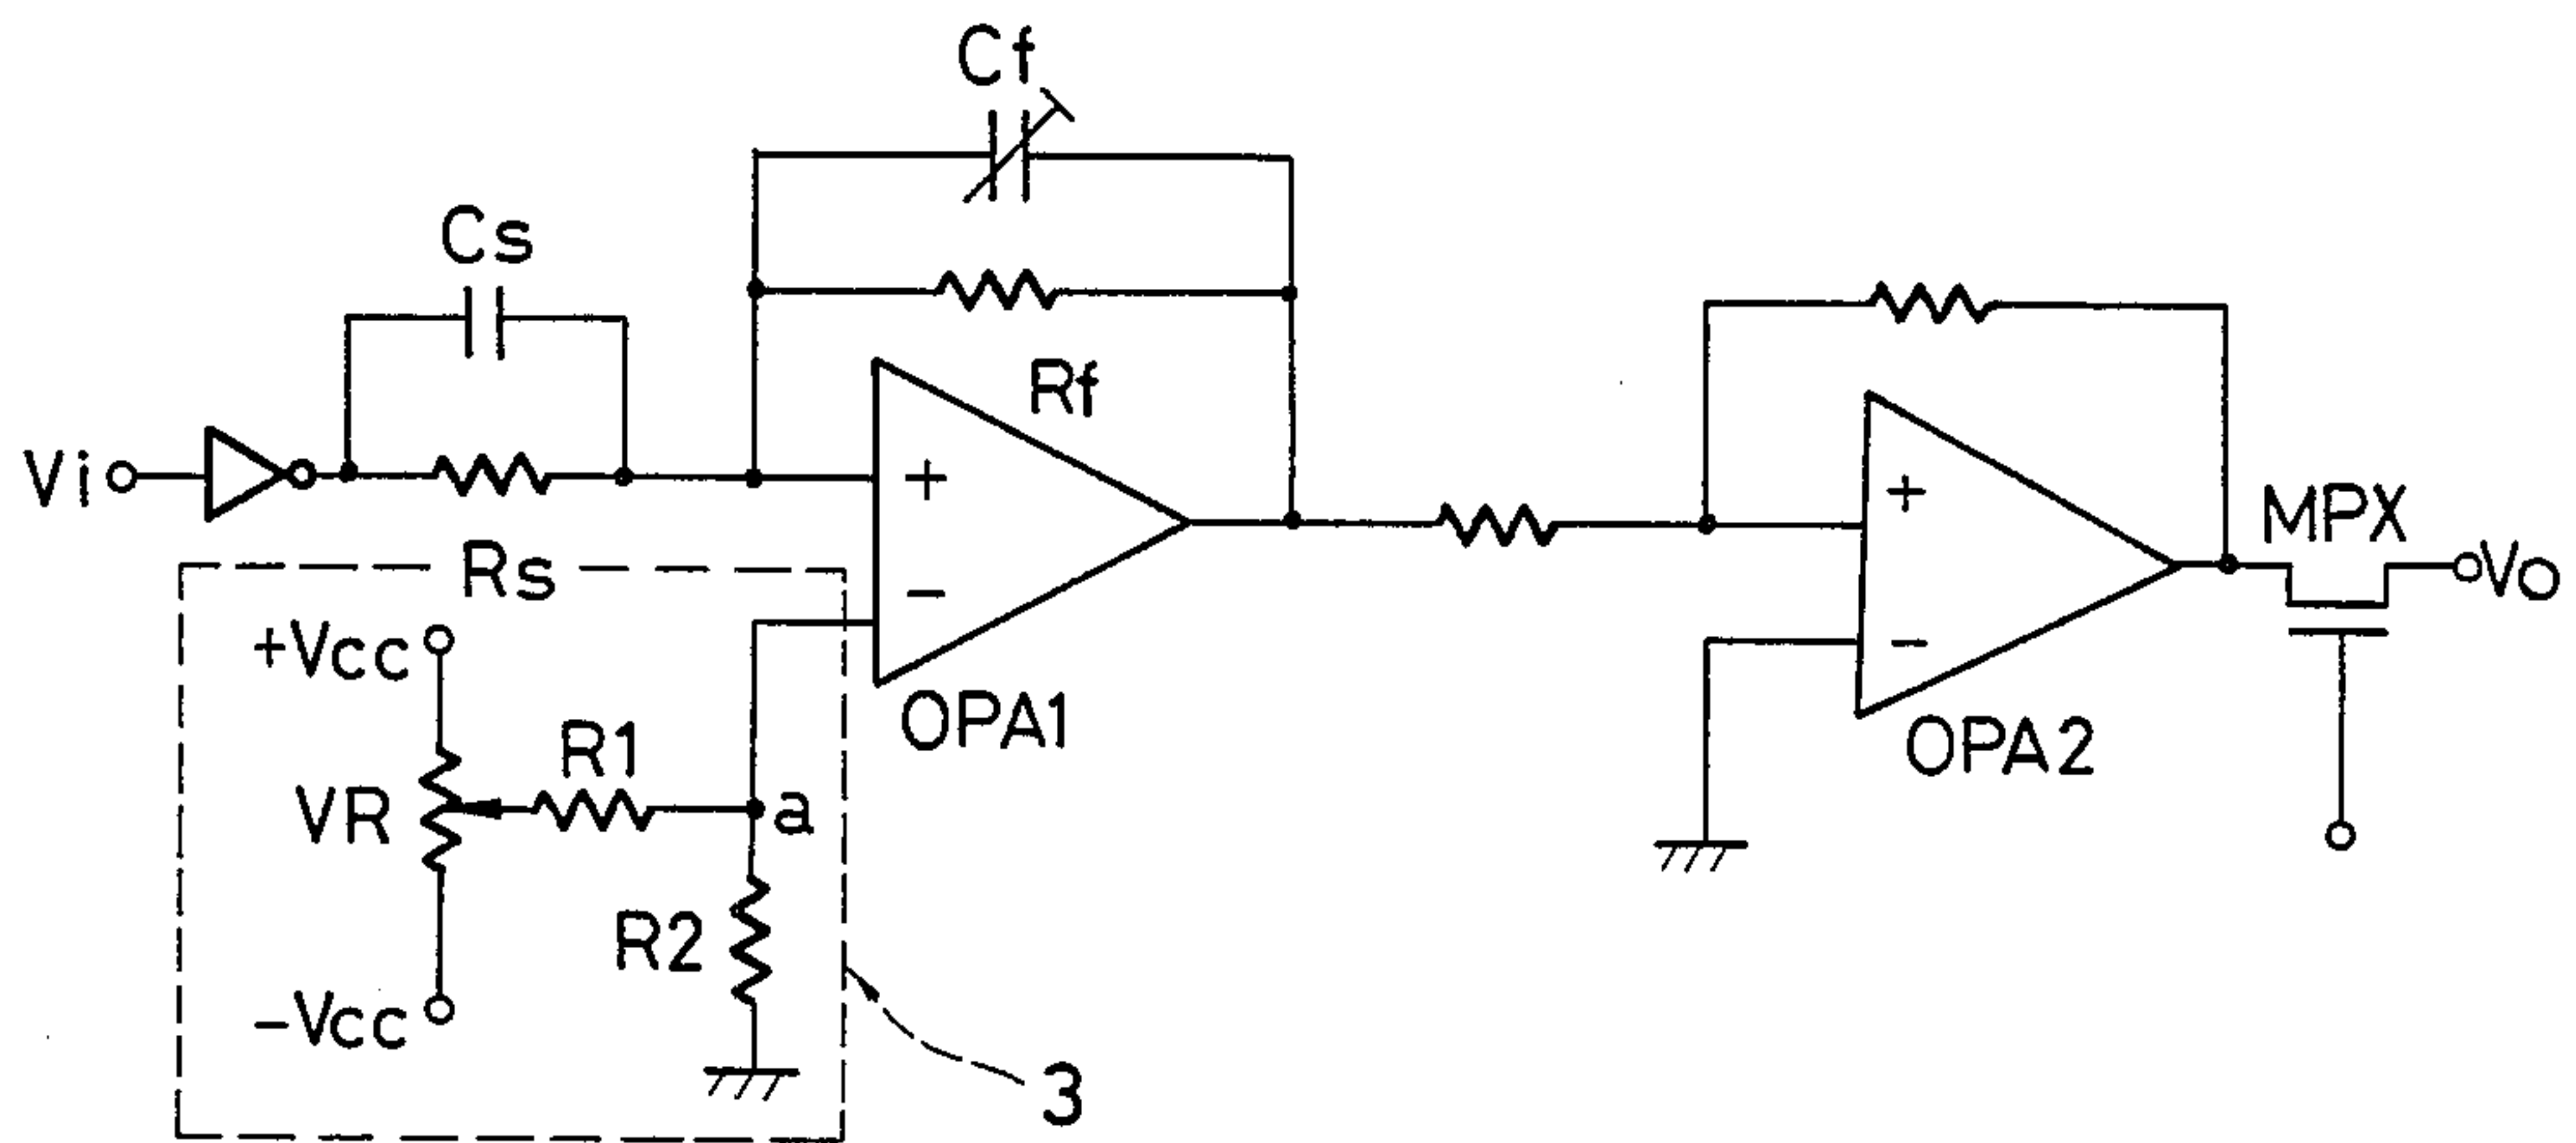 Cf
Cs
Rf
Vi
+
-
Rs
+Vcc
VR
R1
a
R2
-Vcc
3
OPA1
+
-
OPA2
MPX
Vo